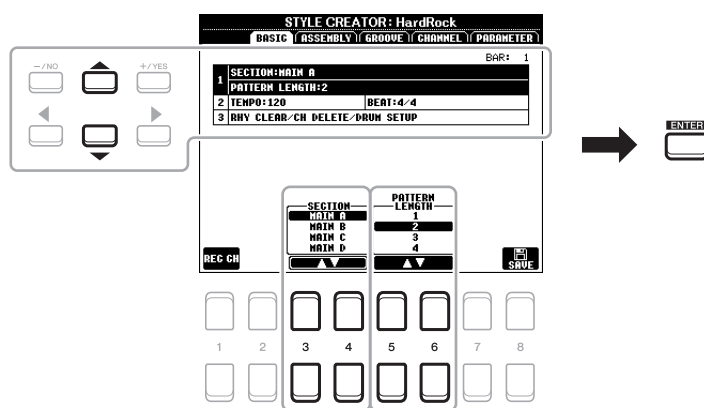 STYLE CREATOR: HardRock
BASIC ASSEMBLY GROOVE CHANNEL PARAMETER
BAR: 1
-/NO +/YES
1 SECTION:MAIN A
PATTERN LENGTH:2
2 TEMPO:120 BEAT:4/4
3 RHY CLEAR/CH DELETE/DRUM SETUP
ENTER
SECTION PATTERN LENGTH
MAIN A 1
MAIN B 2
MAIN C 3
MAIN D 4
REC CH SAVE
1 2 3 4 5 6 7 8